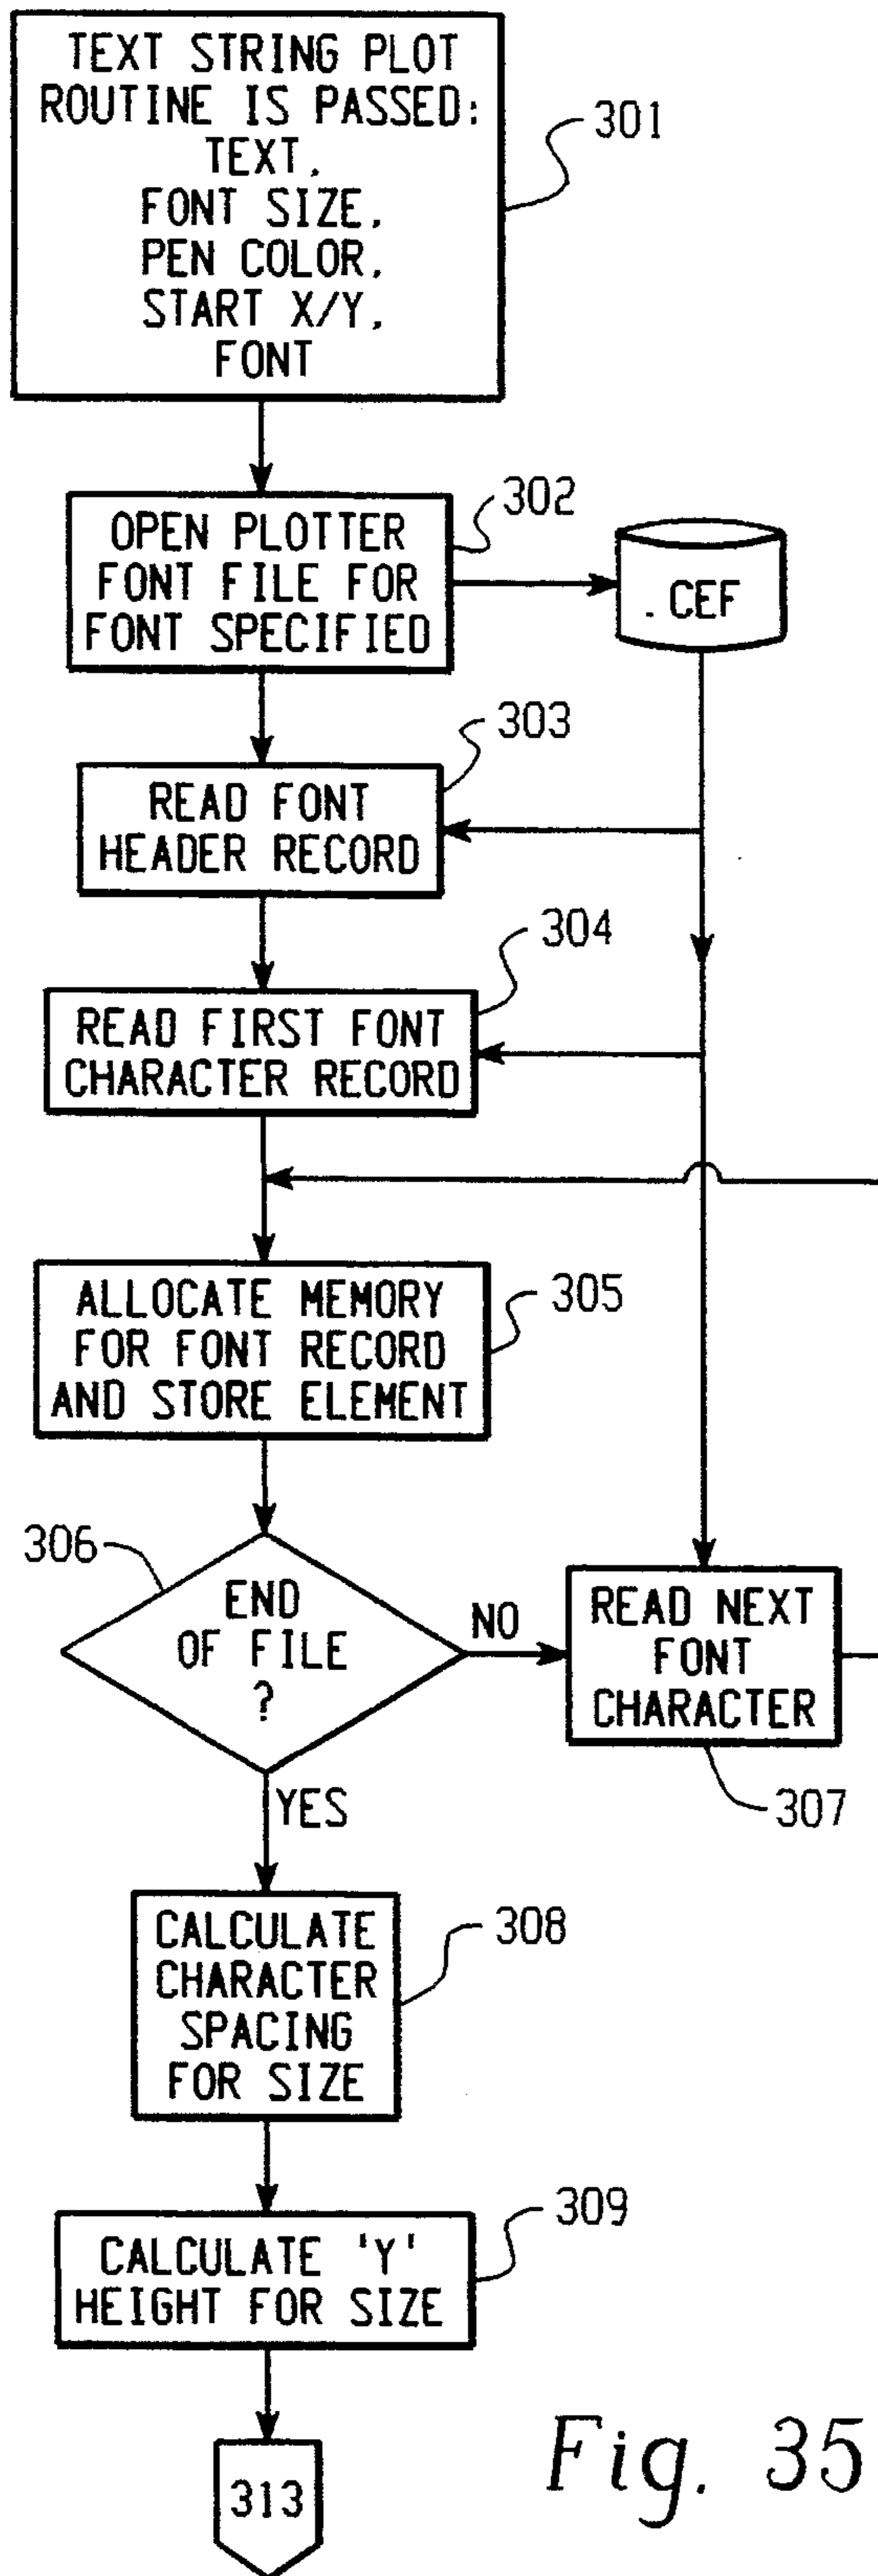 TEXT STRING PLOT
ROUTINE IS PASSED:
TEXT,
FONT SIZE,
PEN COLOR,
START X/Y,
FONT
301
OPEN PLOTTER
FONT FILE FOR
FONT SPECIFIED
302
.CEF
READ FONT
HEADER RECORD
303
READ FIRST FONT
CHARACTER RECORD
304
ALLOCATE MEMORY
FOR FONT RECORD
AND STORE ELEMENT
305
306
END
OF FILE
?
NO
READ NEXT
FONT
CHARACTER
307
YES
CALCULATE
CHARACTER
SPACING
FOR SIZE
308
CALCULATE 'Y'
HEIGHT FOR SIZE
309
313
Fig. 35